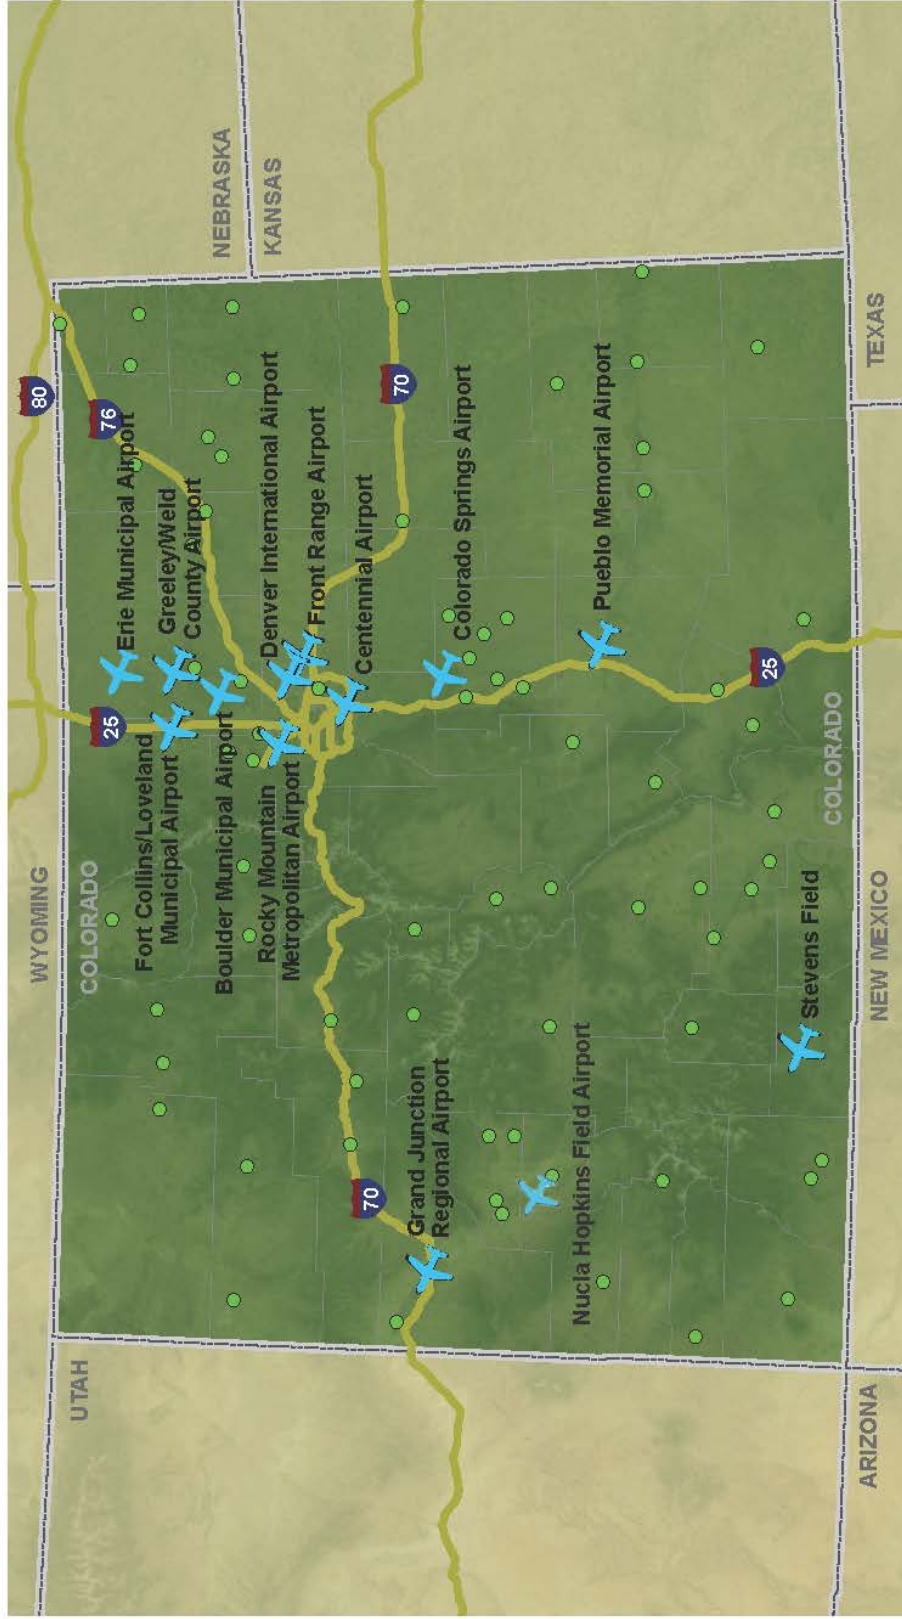 80
WYOMING
NEBRASKA
KANSAS
UTAH
COLORADO
25
76
Erie Municipal Airport
Fort Collins/Loveland
Municipal Airport
Greeley/Weld
County Airport
Boulder Municipal Airport
Rocky Mountain
Metropolitan Airport
Denver International Airport
Front Range Airport
Centennial Airport
70
70
Grand Junction
Regional Airport
Colorado Springs Airport
Nucla Hopkins Field Airport
Pueblo Memorial Airport
25
Stevens Field
COLORADO
ARIZONA
NEW MEXICO
TEXAS